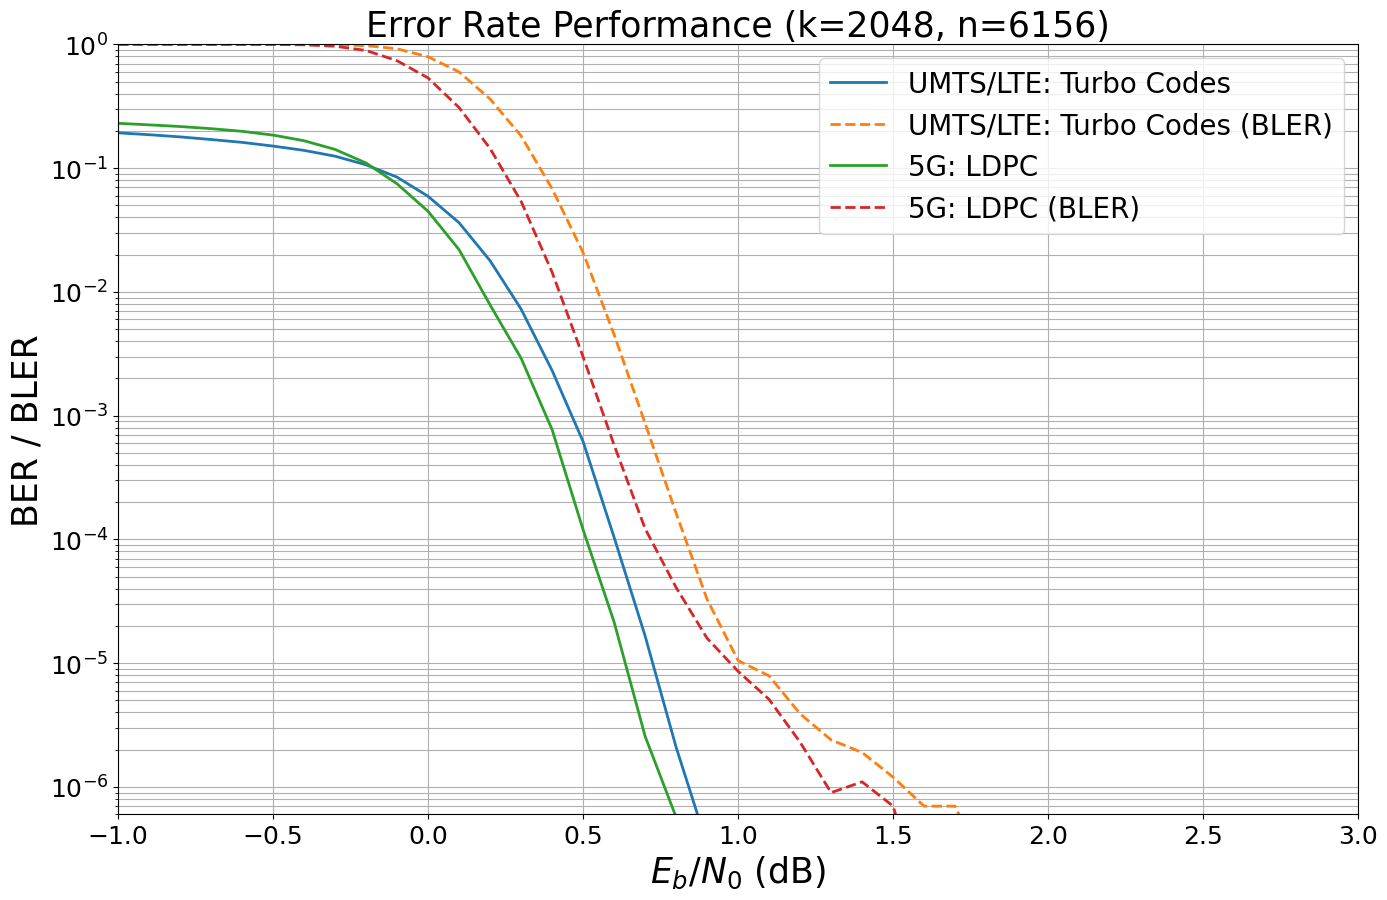 Error Rate Performance (k=2048, n=6156)
UMTS/LTE: Turbo Codes
UMTS/LTE: Turbo Codes (BLER)
5G: LDPC
5G: LDPC (BLER)
BER / BLER
10⁰
10⁻¹
10⁻²
10⁻³
10⁻⁴
10⁻⁵
10⁻⁶
−1.0 −0.5 0.0 0.5 1.0 1.5 2.0 2.5 3.0
E_b/N_0 (dB)